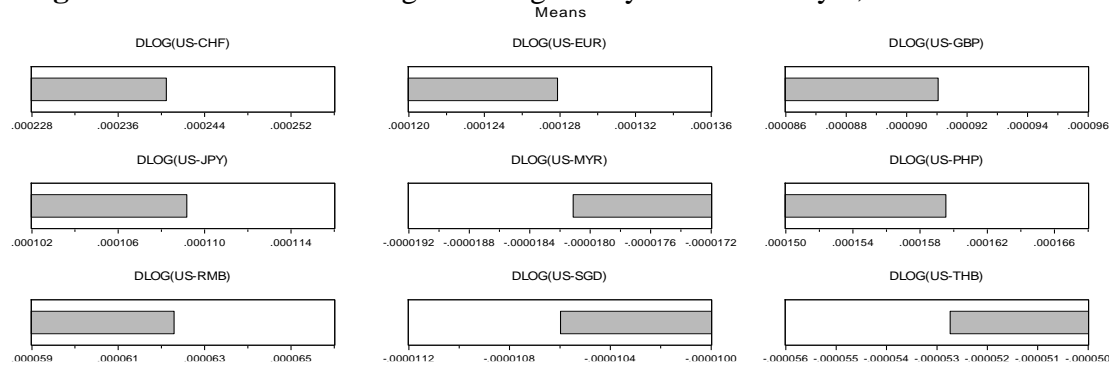 Means
DLOG(US-CHF) DLOG(US-EUR) DLOG(US-GBP)
.000228 .000236 .000244 .000252 .000120 .000124 .000128 .000132 .000136 .000086 .000088 .000090 .000092 .000094 .000096
DLOG(US-JPY) DLOG(US-MYR) DLOG(US-PHP)
.000102 .000106 .000110 .000114 -.0000192 -.0000188 -.0000184 -.0000180 -.0000176 -.0000172 .000150 .000154 .000158 .000162 .000166
DLOG(US-RMB) DLOG(US-SGD) DLOG(US-THB)
.000059 .000061 .000063 .000065 -.0000112 -.0000108 -.0000104 -.0000100 -.000056 -.000055 -.000054 -.000053 -.000052 -.000051 -.000050